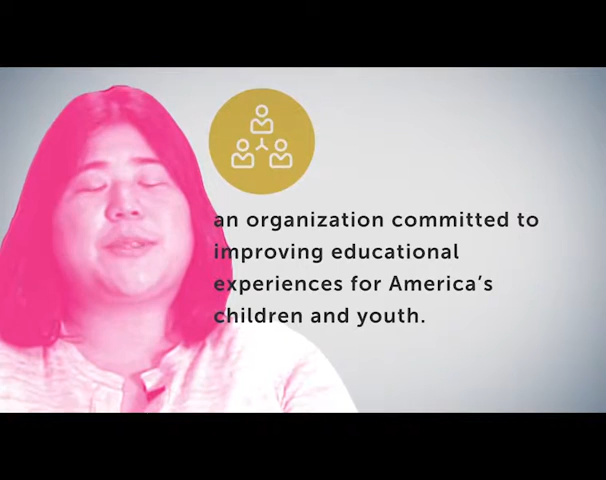 an organization committed to
improving educational
experiences for America's
children and youth.